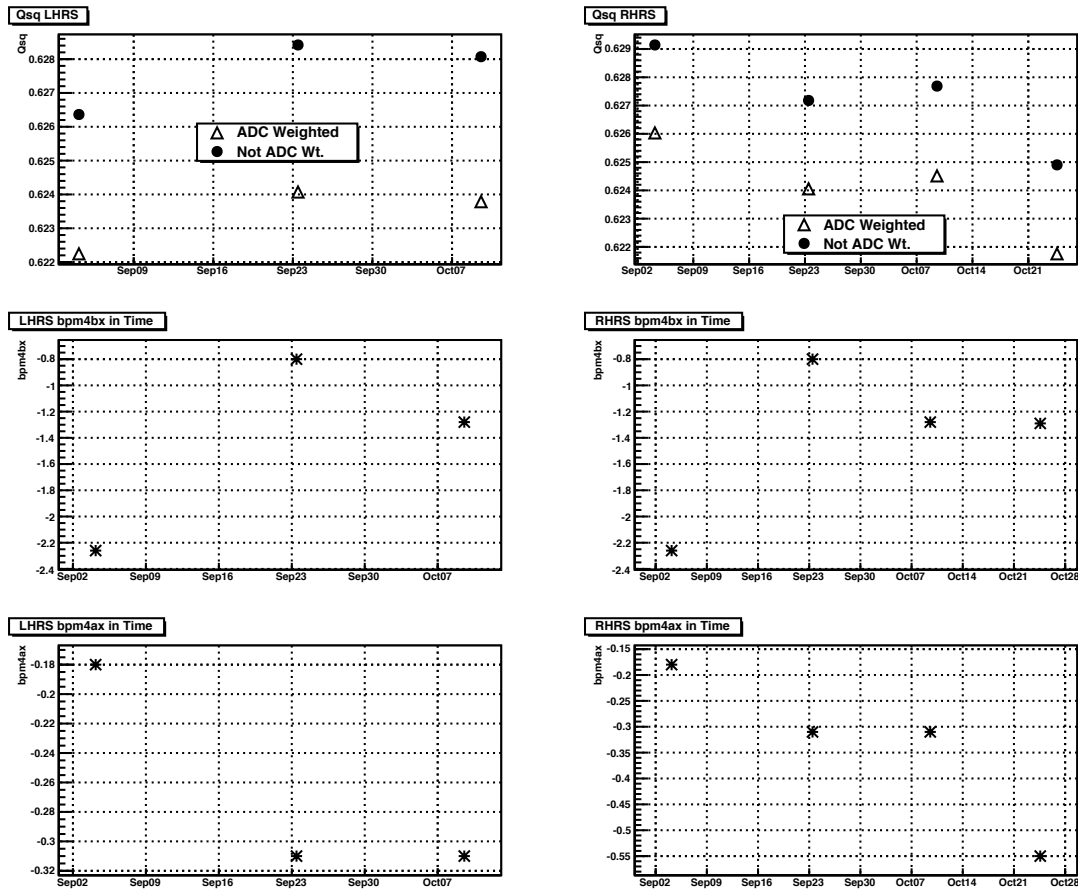 Qsq LHRS
Qsq
0.628
0.627
0.626
0.625
0.624
0.623
0.622
ADC Weighted
Not ADC Wt.
Sep09 Sep16 Sep23 Sep30 Oct07
Qsq RHRS
Qsq
0.629
0.628
0.627
0.626
0.625
0.624
0.623
0.622
ADC Weighted
Not ADC Wt.
Sep02 Sep09 Sep16 Sep23 Sep30 Oct07 Oct14 Oct21
LHRS bpm4bx in Time
bpm4bx
-0.8
-1
-1.2
-1.4
-1.6
-1.8
-2
-2.2
-2.4
Sep02 Sep09 Sep16 Sep23 Sep30 Oct07
RHRS bpm4bx in Time
bpm4bx
-0.8
-1
-1.2
-1.4
-1.6
-1.8
-2
-2.2
-2.4
Sep02 Sep09 Sep16 Sep23 Sep30 Oct07 Oct14 Oct21 Oct28
LHRS bpm4ax in Time
bpm4ax
-0.18
-0.2
-0.22
-0.24
-0.26
-0.28
-0.3
-0.32
Sep02 Sep09 Sep16 Sep23 Sep30 Oct07
RHRS bpm4ax in Time
bpm4ax
-0.15
-0.2
-0.25
-0.3
-0.35
-0.4
-0.45
-0.5
-0.55
Sep02 Sep09 Sep16 Sep23 Sep30 Oct07 Oct14 Oct21 Oct28